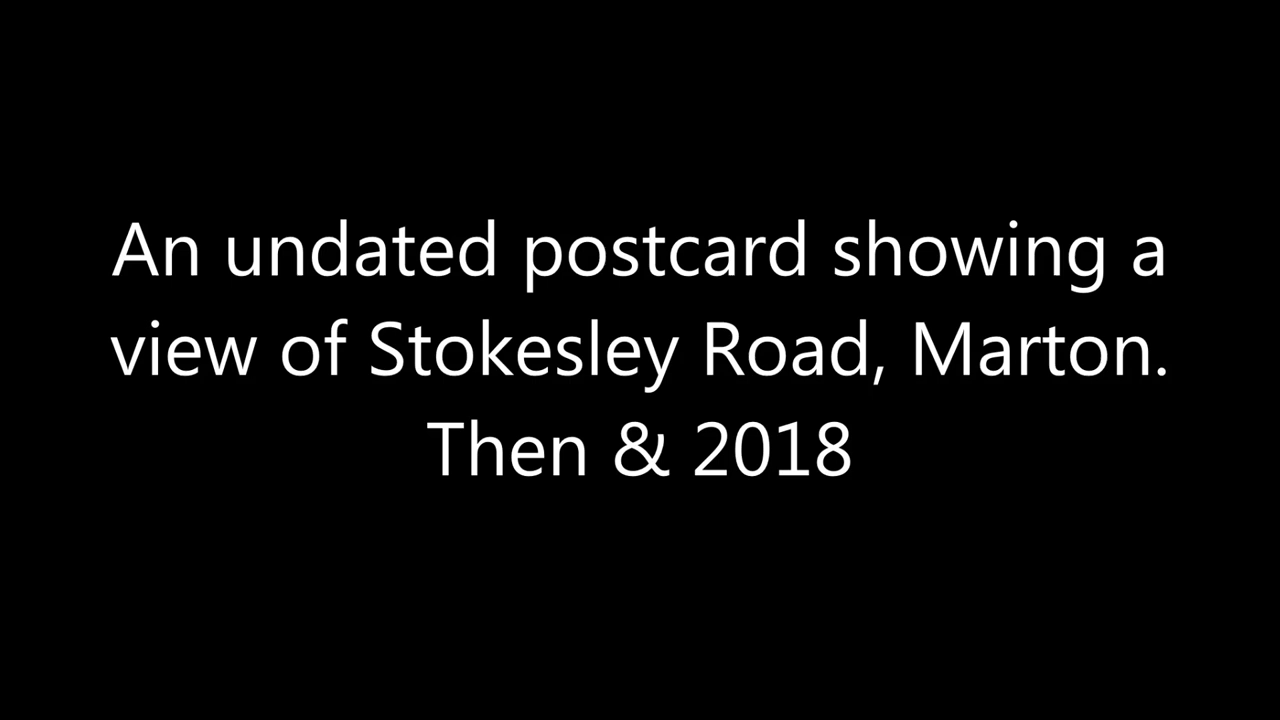 An undated postcard showing a
view of Stokesley Road, Marton.
Then & 2018